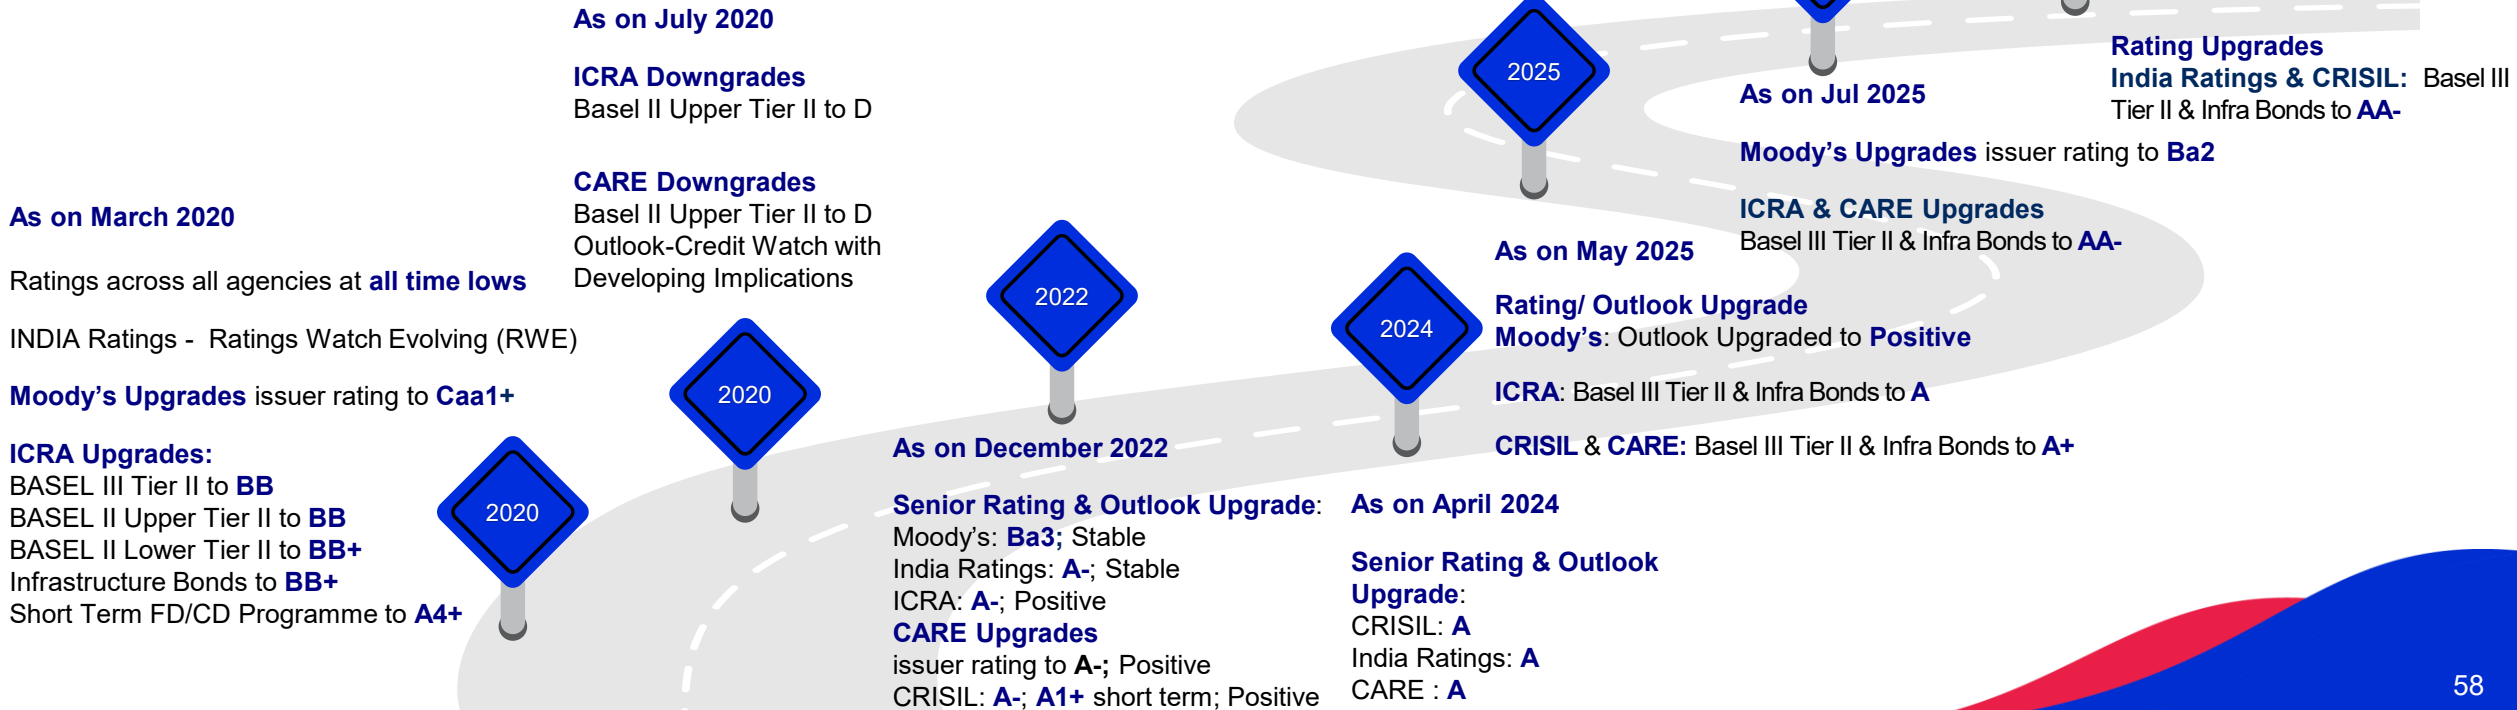 As on March 2020
Ratings across all agencies at all time lows
INDIA Ratings - Ratings Watch Evolving (RWE)
Moody’s Upgrades issuer rating to Caa1+
ICRA Upgrades:
BASEL III Tier II to BB
BASEL II Upper Tier II to BB
BASEL II Lower Tier II to BB+
Infrastructure Bonds to BB+
Short Term FD/CD Programme to A4+
2020
As on July 2020
ICRA Downgrades
Basel II Upper Tier II to D
CARE Downgrades
Basel II Upper Tier II to D
Outlook-Credit Watch with
Developing Implications
2020
2022
As on December 2022
Senior Rating & Outlook Upgrade:
Moody’s: Ba3; Stable
India Ratings: A-; Stable
ICRA: A-; Positive
CARE Upgrades
issuer rating to A-; Positive
CRISIL: A-; A1+ short term; Positive
2024
As on April 2024
Senior Rating & Outlook
Upgrade:
CRISIL: A
India Ratings: A
CARE : A
2025
As on May 2025
Rating/ Outlook Upgrade
Moody’s: Outlook Upgraded to Positive
ICRA: Basel III Tier II & Infra Bonds to A
CRISIL & CARE: Basel III Tier II & Infra Bonds to A+
As on Jul 2025
Moody’s Upgrades issuer rating to Ba2
ICRA & CARE Upgrades
Basel III Tier II & Infra Bonds to AA-
Rating Upgrades
India Ratings & CRISIL: Basel III
Tier II & Infra Bonds to AA-
58